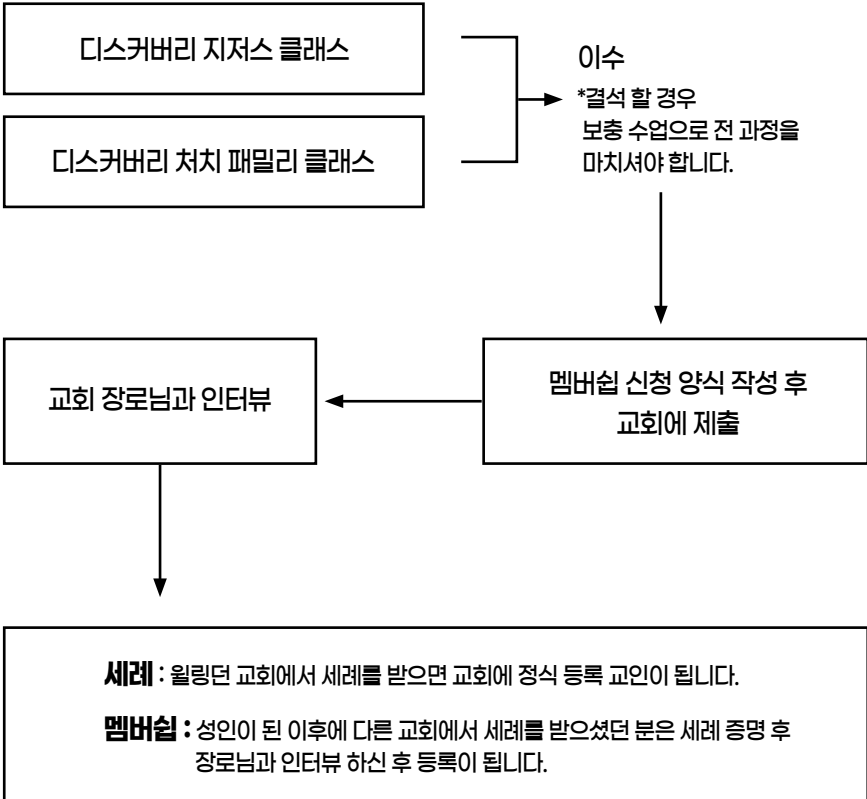 디스커버리 지저스 클래스
디스커버리 처치 패밀리 클래스
이수
*결석 할 경우
보충 수업으로 전 과정을
마치셔야 합니다.
멤버쉽 신청 양식 작성 후
교회에 제출
교회 장로님과 인터뷰
세례 : 윌링던 교회에서 세례를 받으면 교회에 정식 등록 교인이 됩니다.
멤버쉽 : 성인이 된 이후에 다른 교회에서 세례를 받으셨던 분은 세례 증명 후
장로님과 인터뷰 하신 후 등록이 됩니다.